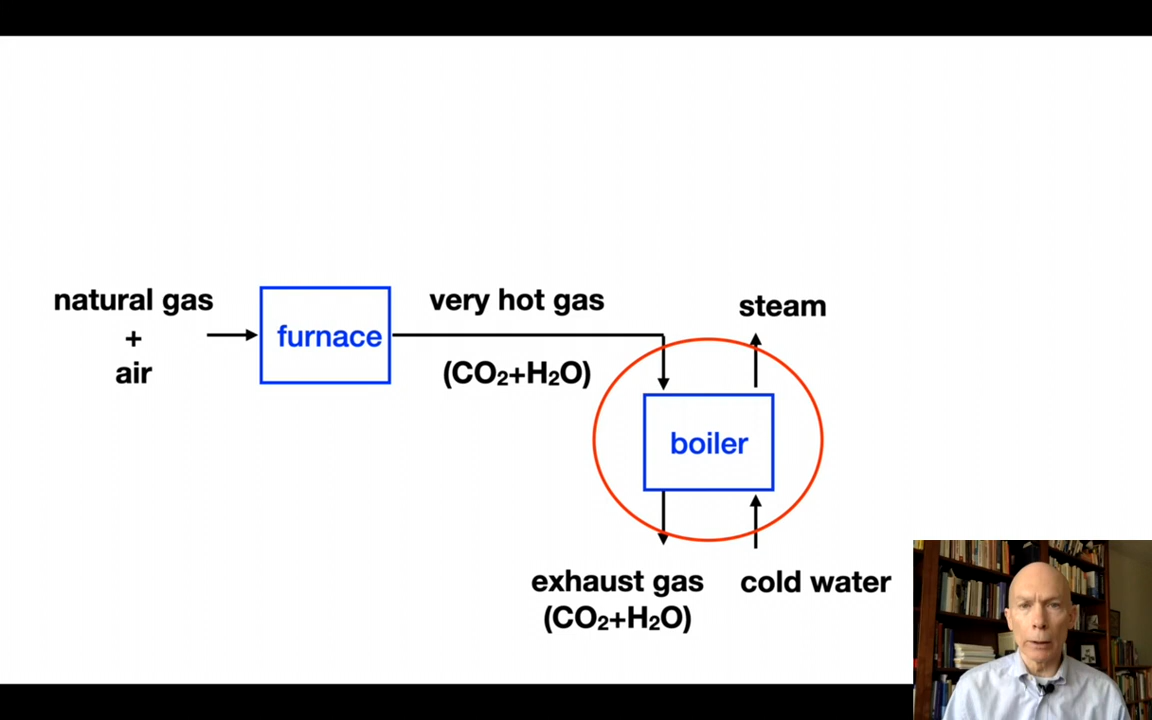 natural gas
+
air
furnace
very hot gas
(CO₂+H₂O)
steam
boiler
exhaust gas
(CO₂+H₂O)
cold water